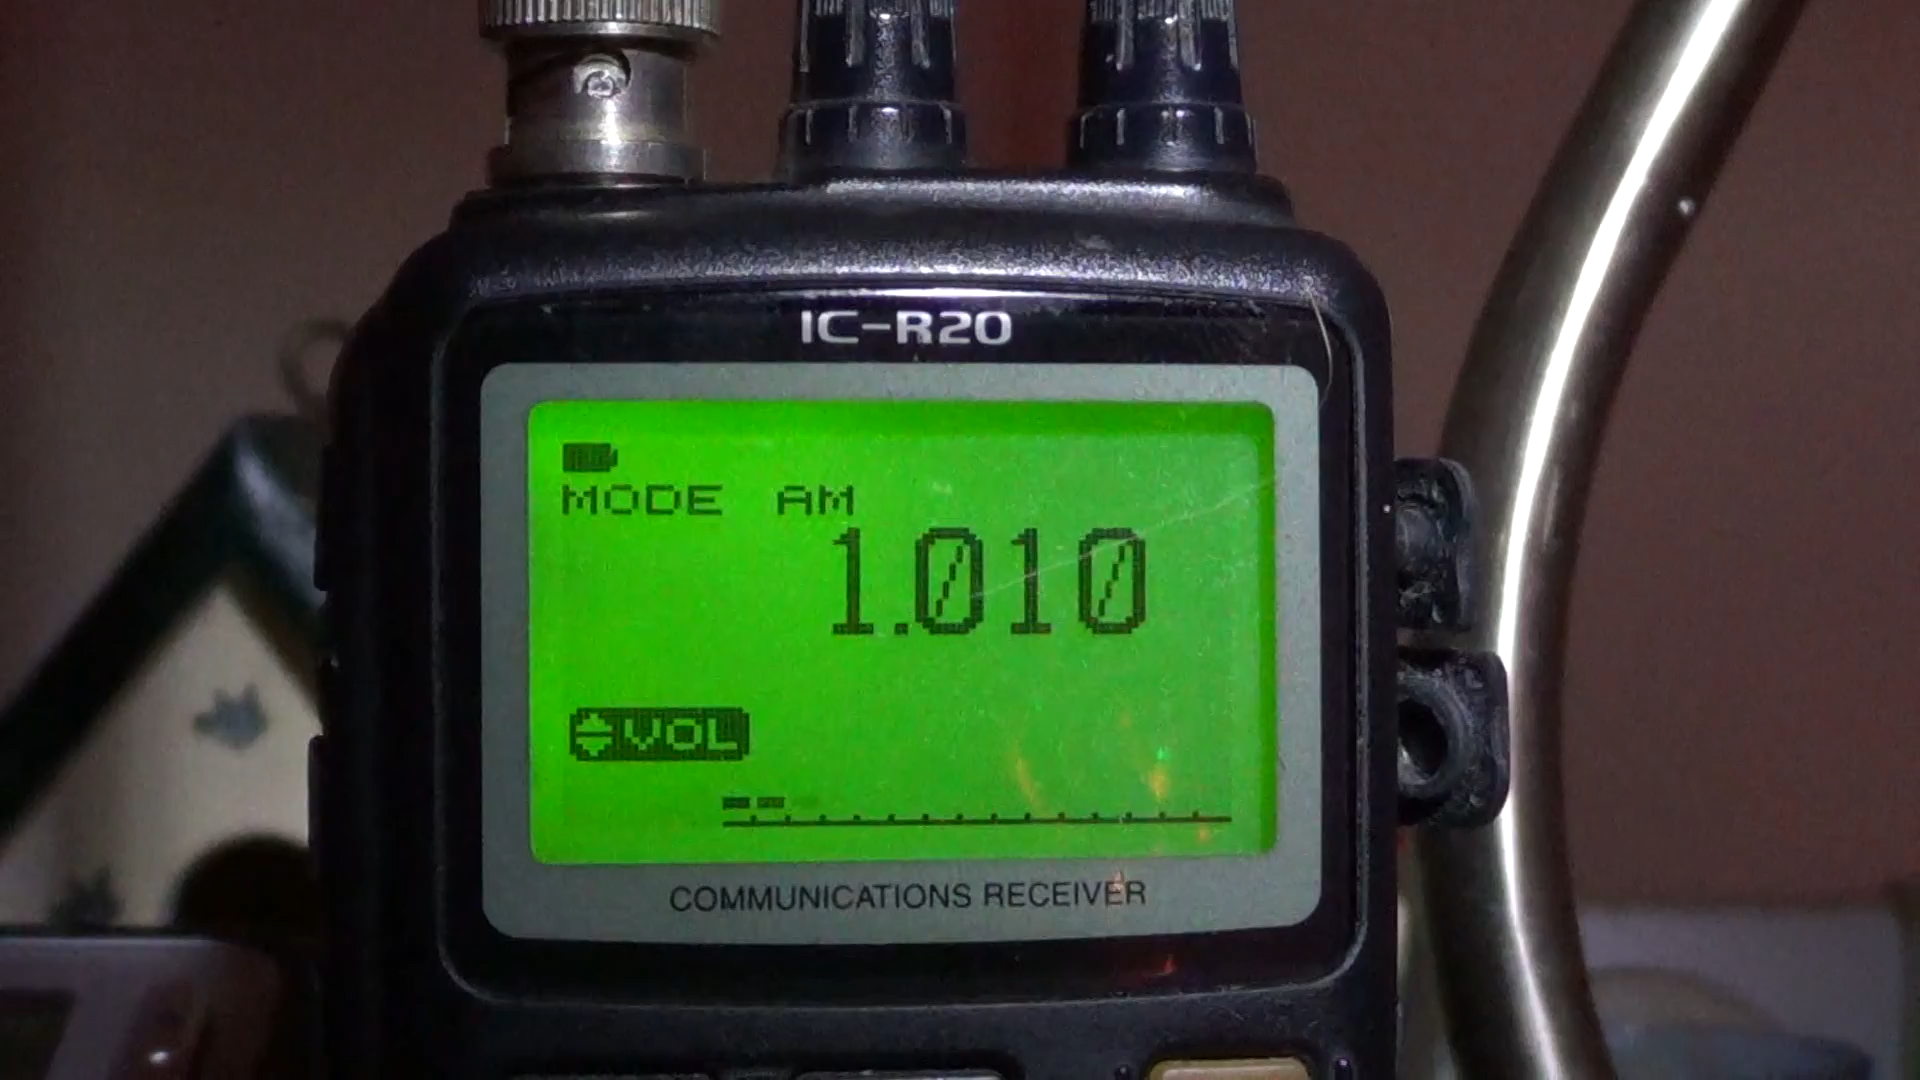 IC-R20
MODE AM
1.010
VOL
COMMUNICATIONS RECEIVER